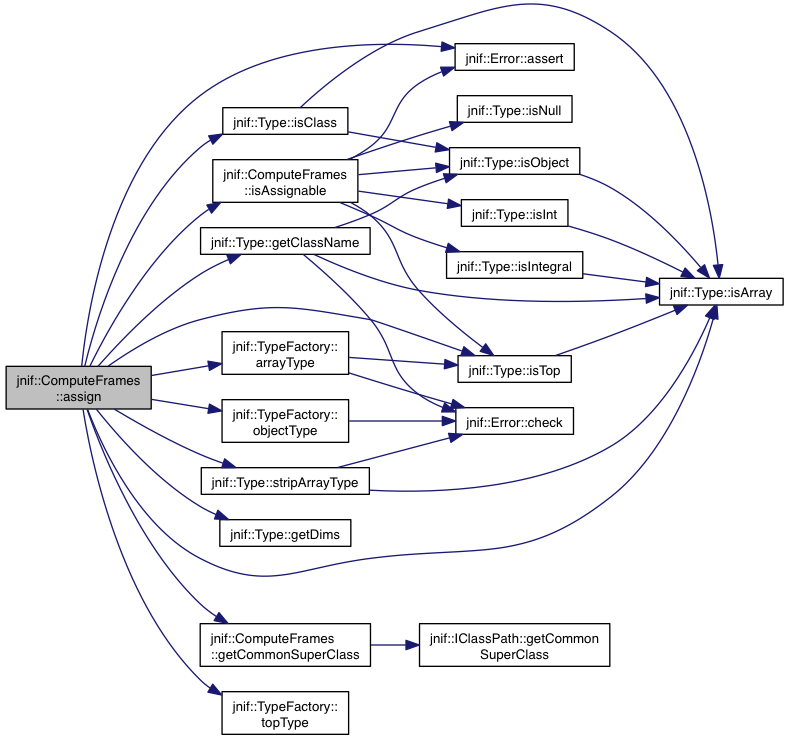 jnif::ComputeFrames
::assign
jnif::Type::isClass
jnif::ComputeFrames
::isAssignable
jnif::Type::getClassName
jnif::TypeFactory::
arrayType
jnif::TypeFactory::
objectType
jnif::Type::stripArrayType
jnif::Type::getDims
jnif::ComputeFrames
::getCommonSuperClass
jnif::TypeFactory::
topType
jnif::Error::assert
jnif::Type::isNull
jnif::Type::isObject
jnif::Type::isInt
jnif::Type::isIntegral
jnif::Type::isTop
jnif::Error::check
jnif::IClassPath::getCommon
SuperClass
jnif::Type::isArray